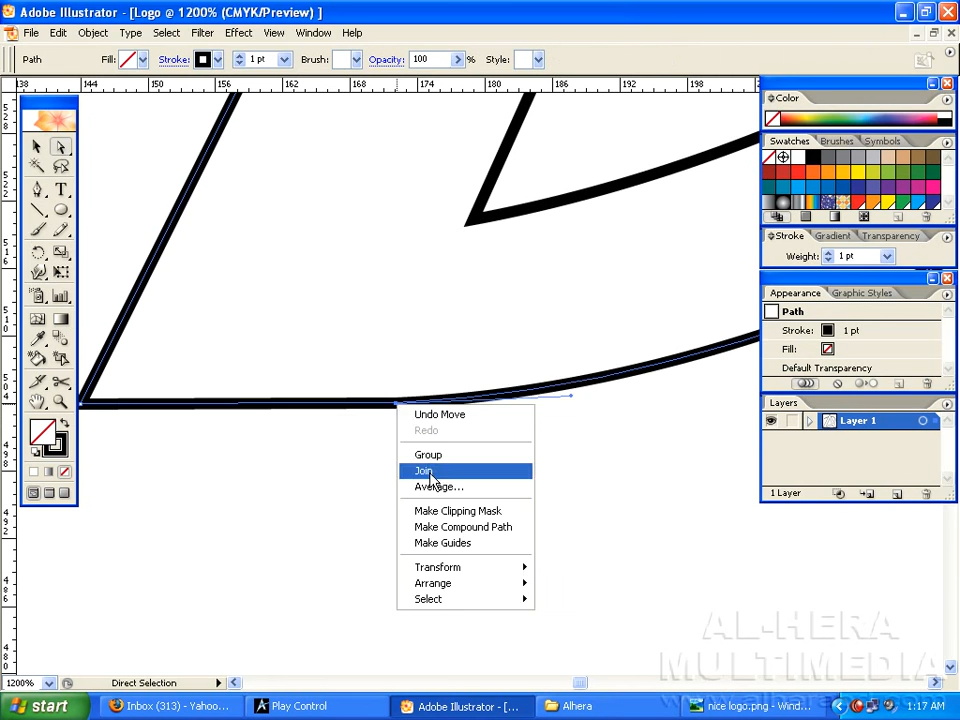 Adobe Illustrator - [Logo @ 1200% (CMYK/Preview) ]
File Edit Object Type Select Filter Effect View Window Help
Path Fill: Stroke: 1 pt Brush: Opacity: 100 % Style:
138 144 150 156 162 168 174 180 186 192 198
Color
Swatches Brushes Symbols
Stroke Gradient Transparency
Weight: 1 pt
Appearance Graphic Styles
Path
Stroke: 1 pt
Fill:
Default Transparency
Layers
Layer 1
1 Layer
Undo Move
Redo
Group
Join
Average...
Make Clipping Mask
Make Compound Path
Make Guides
Transform
Arrange
Select
AL-HERA
MULTIMEDIA
1200% Direct Selection
start Inbox (313) - Yahoo... Play Control Adobe Illustrator - [... Alhera nice logo.png - Wind... 1:17 AM